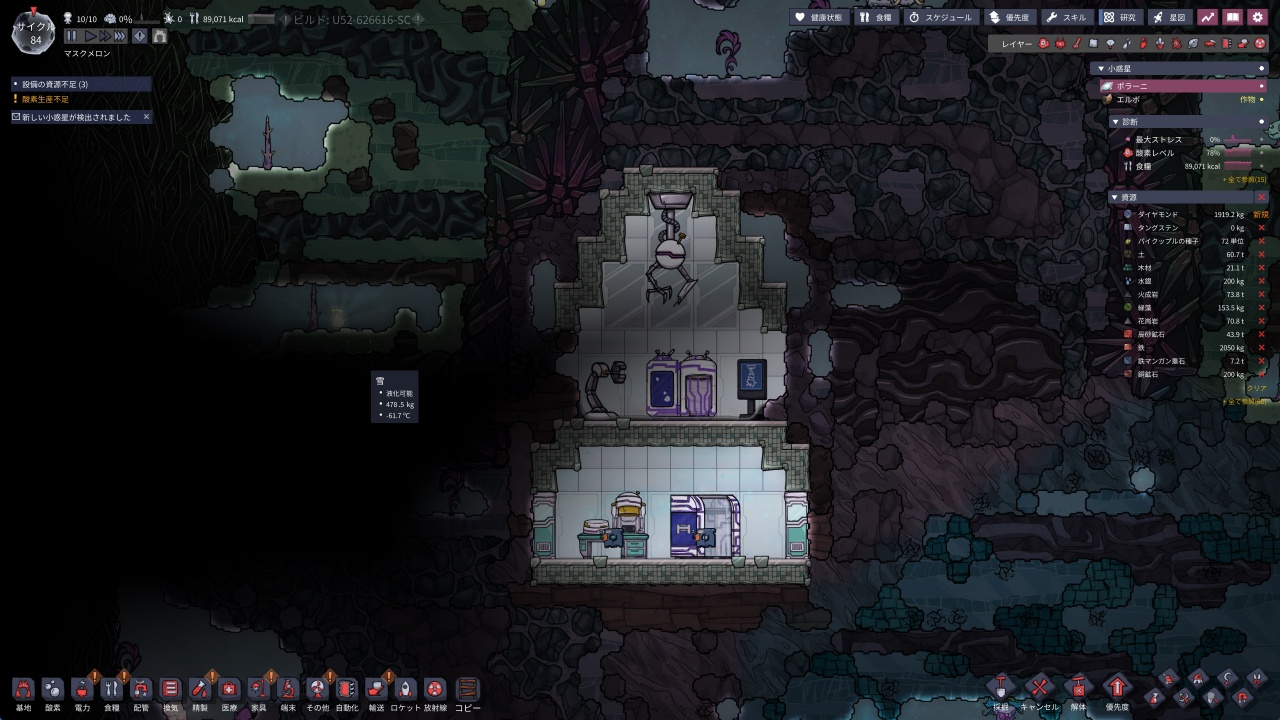 サイクル
84
10/10
0%
0
89,071 kcal
ビルド: U52-626616-SC
マスクメロン
設備の資源不足 (3)
酸素生産不足
新しい小惑星が検出されました
健康状態
食糧
スケジュール
優先度
スキル
研究
星図
レイヤー
小惑星
ポラーニ
エルボ
作物
診断
最大ストレス
0%
酸素レベル
78%
食糧
89,071 kcal
資源
ダイヤモンド
1919.2 kg
新規
タングステン
0 kg
パイクップルの種子
72 単位
土
60.7 t
木材
21.1 t
水銀
200 kg
火成岩
73.8 t
緑藻
153.5 kg
花崗岩
70.8 t
辰砂鉱石
43.9 t
鉄
2050 kg
鉄マンガン重石
7.2 t
銅鉱石
200 kg
クリア
雪
液化可能
478.5 kg
-61.7 °C
基地
酸素
電力
食糧
配管
換気
精製
医療
家具
端末
その他
自動化
輸送
ロケット
放射線
コピー
採掘
キャンセル
解体
優先度